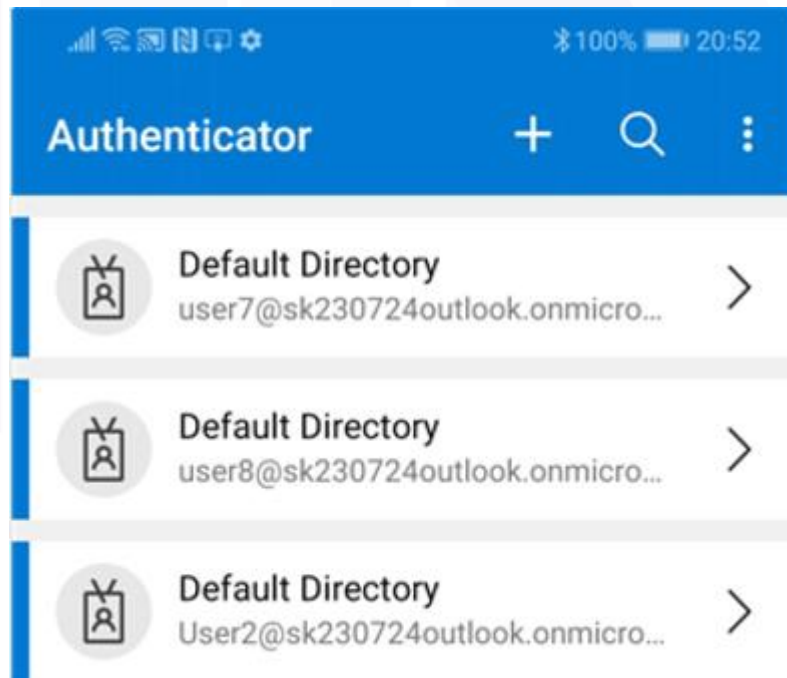 100% 20:52
Authenticator
Default Directory
user7@sk230724outlook.onmicro...
Default Directory
user8@sk230724outlook.onmicro...
Default Directory
User2@sk230724outlook.onmicro...